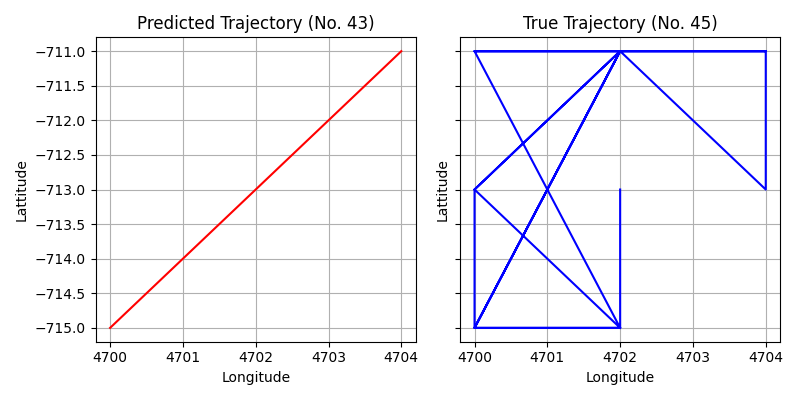 Predicted Trajectory (No. 43)
True Trajectory (No. 45)
Lattitude
−711.0
−711.5
−712.0
−712.5
−713.0
−713.5
−714.0
−714.5
−715.0
4700 4701 4702 4703 4704
Longitude
Lattitude
4700 4701 4702 4703 4704
Longitude